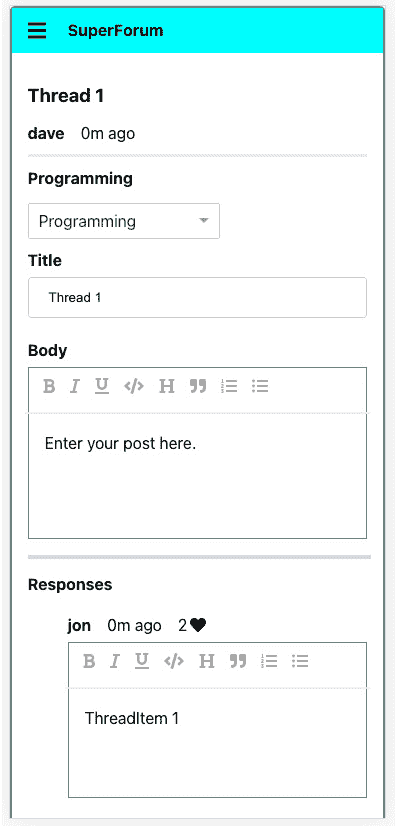 SuperForum
Thread 1
dave 0m ago
Programming
Programming
Title
Thread 1
Body
B I U </> H
Enter your post here.
Responses
jon 0m ago 2
B I U </> H
ThreadItem 1